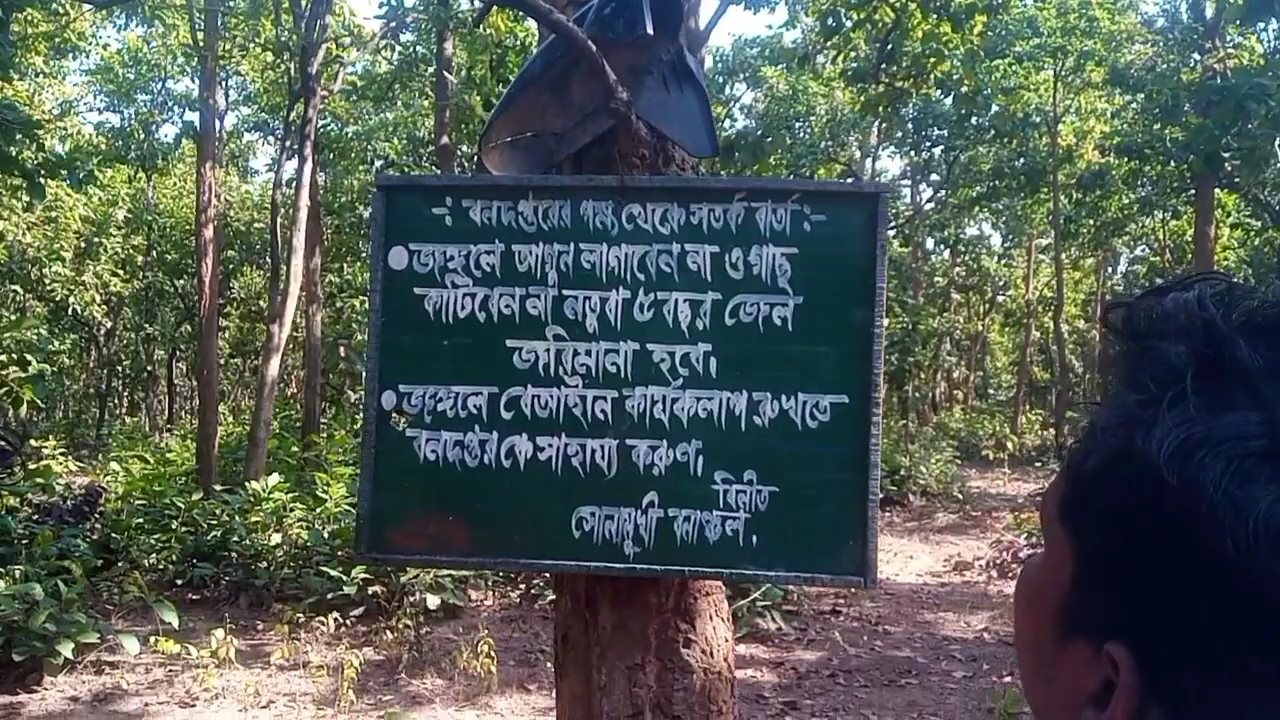 -: বনদপ্তরের পক্ষ থেকে সতর্ক বার্তা :-
● জঙ্গলে আগুন লাগাবেন না ও গাছ
কাটিবেন না নতুবা ৫ বছর জেল
জরিমানা হবে।
● জঙ্গলে বেআইন কার্যকলাপ রুখতে
বনদপ্তর কে সাহায্য করুণ।
বিনীত
সোনামুখী বনাঞ্চল.